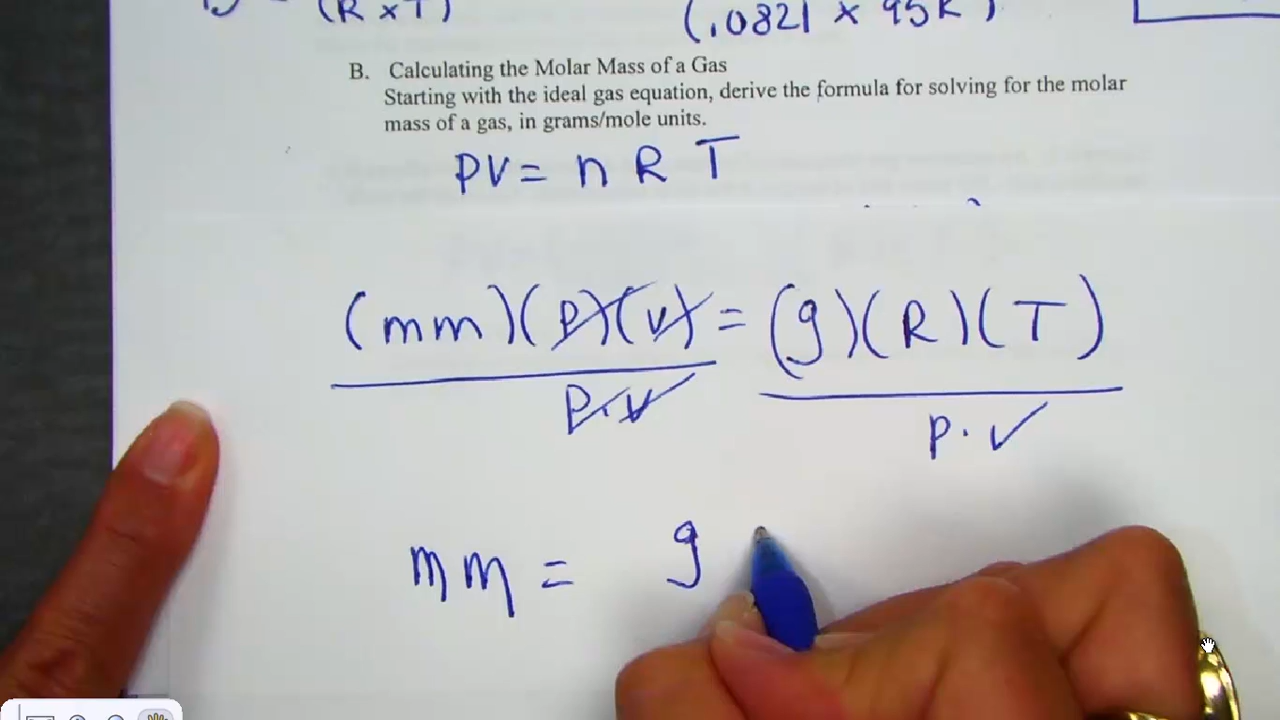 (R x T) (.0821 x 95K)
B. Calculating the Molar Mass of a Gas
Starting with the ideal gas equation, derive the formula for solving for the molar
mass of a gas, in grams/mole units.
PV = n R T
(mm)(P)(V) = (g)(R)(T)
P·V P·V
mm = g